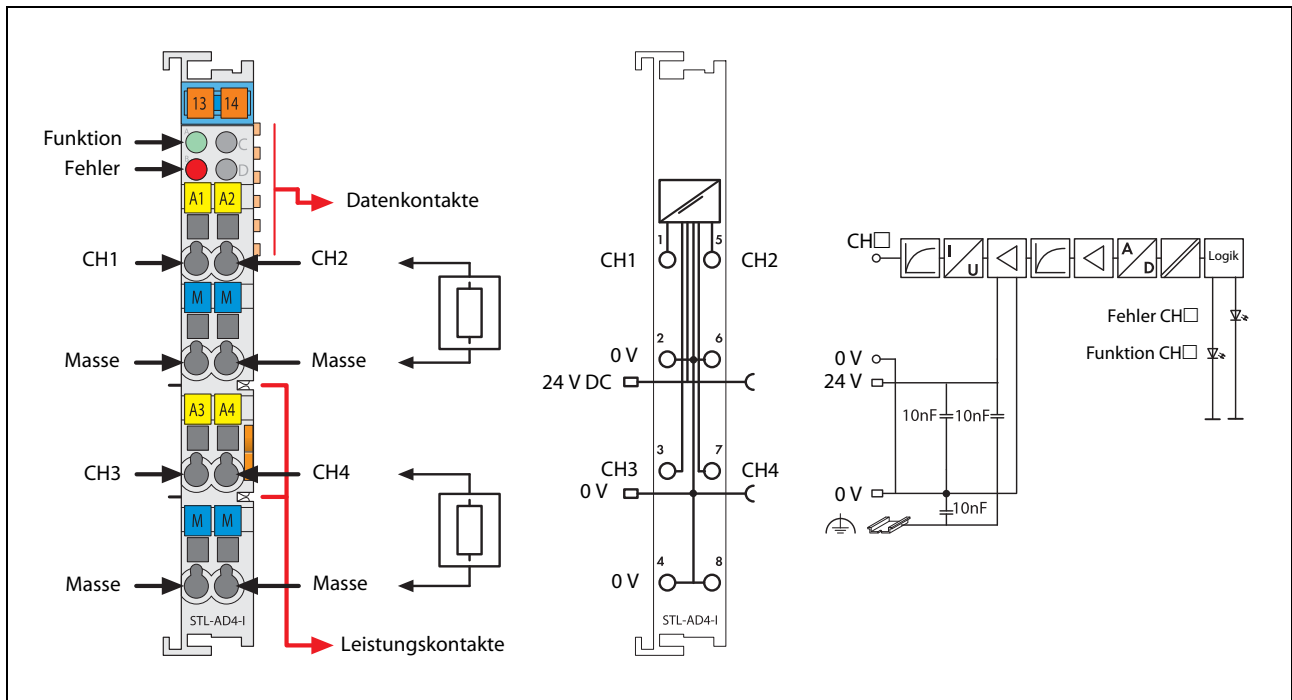 13 14
Funktion
A
C
Fehler
B
D
A1 A2
Datenkontakte
CH1
CH2
M M
Masse
Masse
A3 A4
CH3
CH4
M M
Masse
Masse
STL-AD4-I
Leistungskontakte
1 5
CH1
CH2
2 6
0 V
24 V DC
3 7
CH3
CH4
0 V
4 8
0 V
STL-AD4-I
CH□
I
U
A
D
Logik
Fehler CH□
Funktion CH□
0 V
24 V
10nF 10nF
0 V
10nF